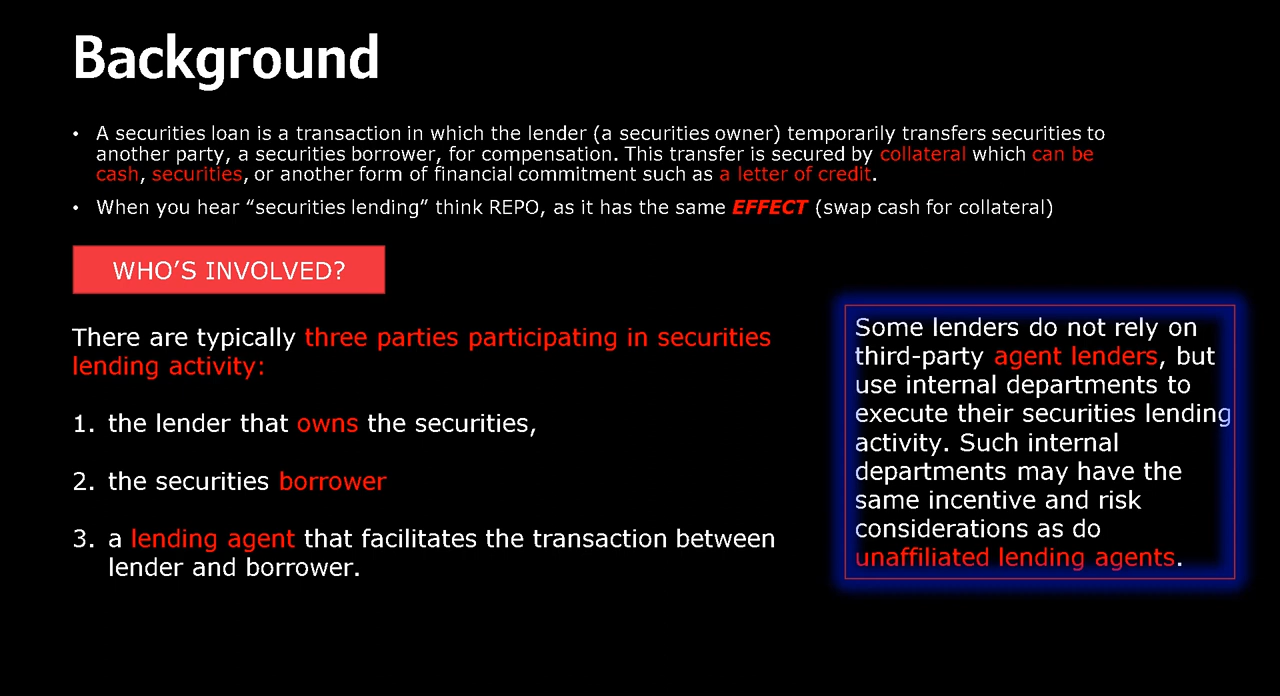 Background
• A securities loan is a transaction in which the lender (a securities owner) temporarily transfers securities to
another party, a securities borrower, for compensation. This transfer is secured by collateral which can be
cash, securities, or another form of financial commitment such as a letter of credit.
• When you hear “securities lending” think REPO, as it has the same EFFECT (swap cash for collateral)
WHO’S INVOLVED?
There are typically three parties participating in securities
lending activity:
1. the lender that owns the securities,
2. the securities borrower
3. a lending agent that facilitates the transaction between
lender and borrower.
Some lenders do not rely on
third-party agent lenders, but
use internal departments to
execute their securities lending
activity. Such internal
departments may have the
same incentive and risk
considerations as do
unaffiliated lending agents.